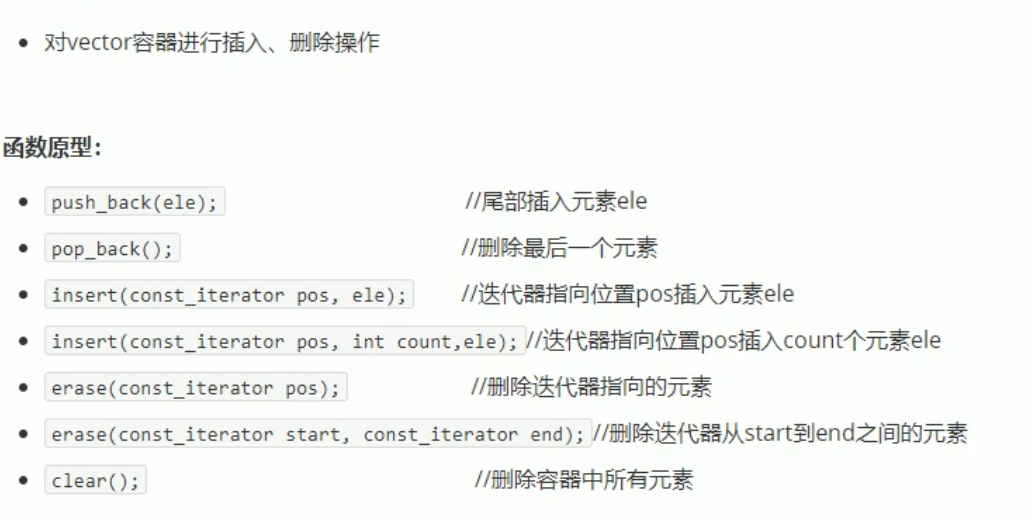 对vector容器进行插入、删除操作
函数原型：
push_back(ele); //尾部插入元素ele
pop_back(); //删除最后一个元素
insert(const_iterator pos, ele); //迭代器指向位置pos插入元素ele
insert(const_iterator pos, int count,ele); //迭代器指向位置pos插入count个元素ele
erase(const_iterator pos); //删除迭代器指向的元素
erase(const_iterator start, const_iterator end); //删除迭代器从start到end之间的元素
clear(); //删除容器中所有元素